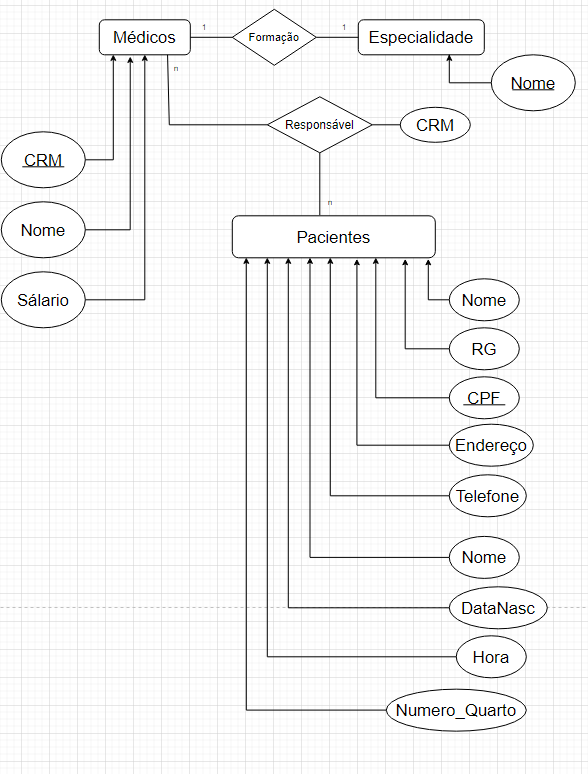 Médicos
1
Formação
1
Especialidade
Nome
n
Responsável
CRM
CRM
n
Nome
Pacientes
Sálario
Nome
RG
CPF
Endereço
Telefone
Nome
DataNasc
Hora
Numero_Quarto